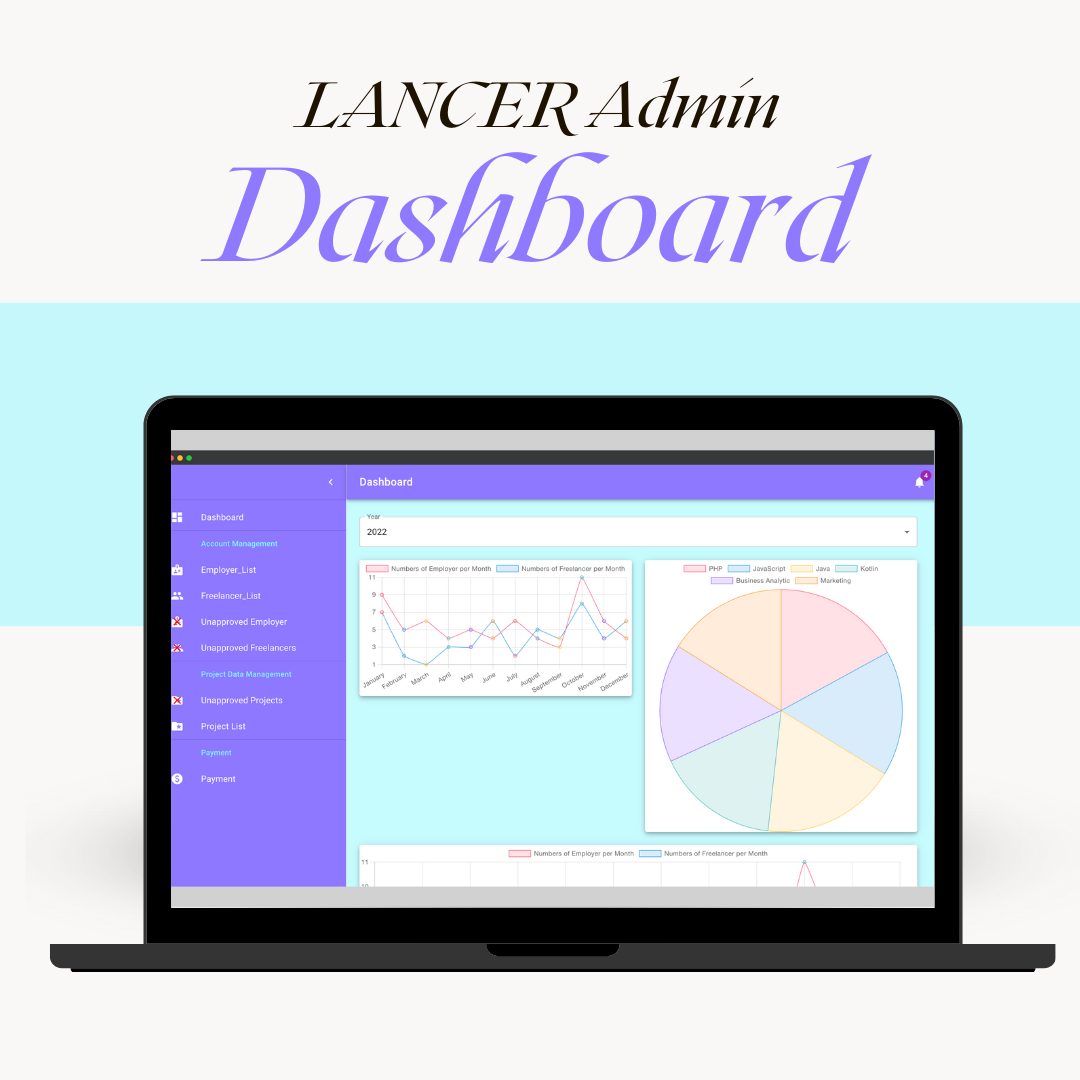 LANCER Admin
Dashboard
Dashboard
4
Dashboard
Account Management
Employer_List
Freelancer_List
Unapproved Employer
Unapproved Freelancers
Project Data Management
Unapproved Projects
Project List
Payment
Payment
Year
2022
Numbers of Employer per Month Numbers of Freelancer per Month
11
9
7
5
3
1
January February March April May June July August September October November December
PHP JavaScript Java Kotlin
Business Analytic Marketing
Numbers of Employer per Month Numbers of Freelancer per Month
11
10